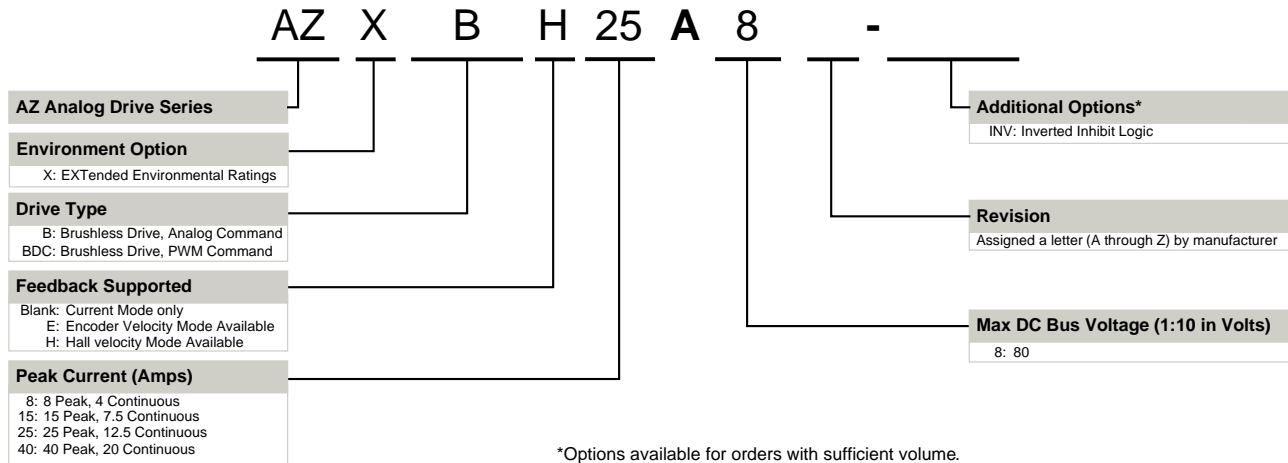 AZ X B H 25 A 8 -
AZ Analog Drive Series
Environment Option
X: EXTended Environmental Ratings
Drive Type
B: Brushless Drive, Analog Command
BDC: Brushless Drive, PWM Command
Feedback Supported
Blank: Current Mode only
E: Encoder Velocity Mode Available
H: Hall velocity Mode Available
Peak Current (Amps)
8: 8 Peak, 4 Continuous
15: 15 Peak, 7.5 Continuous
25: 25 Peak, 12.5 Continuous
40: 40 Peak, 20 Continuous
Additional Options*
INV: Inverted Inhibit Logic
Revision
Assigned a letter (A through Z) by manufacturer
Max DC Bus Voltage (1:10 in Volts)
8: 80
*Options available for orders with sufficient volume.